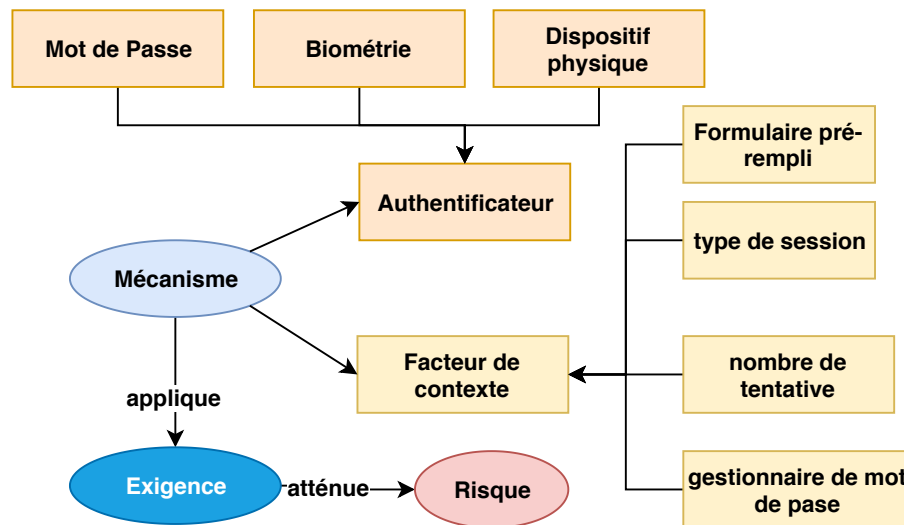 Mot de Passe
Biométrie
Dispositif
physique
Formulaire pré-
rempli
Authentificateur
type de session
Mécanisme
Facteur de
contexte
nombre de
tentative
applique
Exigence
atténue
Risque
gestionnaire de mot
de pase